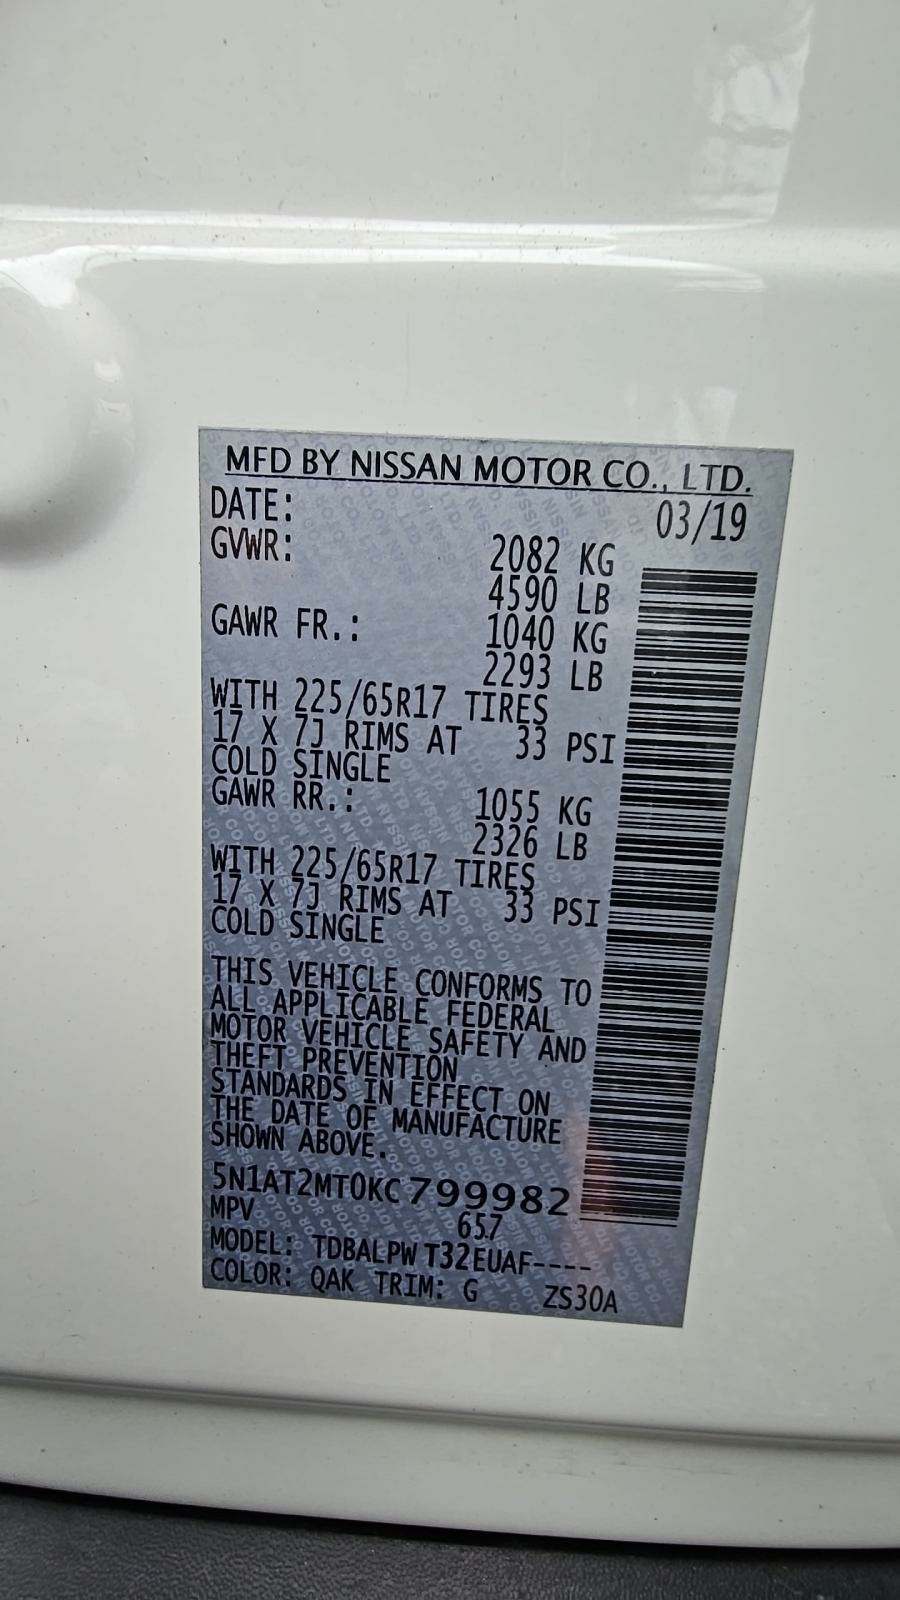 MFD BY NISSAN MOTOR CO., LTD.
DATE: 03/19
GVWR: 2082 KG
4590 LB
GAWR FR.: 1040 KG
2293 LB
WITH 225/65R17 TIRES
17 X 7J RIMS AT 33 PSI
COLD SINGLE
GAWR RR.: 1055 KG
2326 LB
WITH 225/65R17 TIRES
17 X 7J RIMS AT 33 PSI
COLD SINGLE
THIS VEHICLE CONFORMS TO
ALL APPLICABLE FEDERAL
MOTOR VEHICLE SAFETY AND
THEFT PREVENTION
STANDARDS IN EFFECT ON
THE DATE OF MANUFACTURE
SHOWN ABOVE.
5N1AT2MT0KC799982
MPV 657
MODEL: TDBALPW T32EUAF----
COLOR: QAK TRIM: G ZS30A